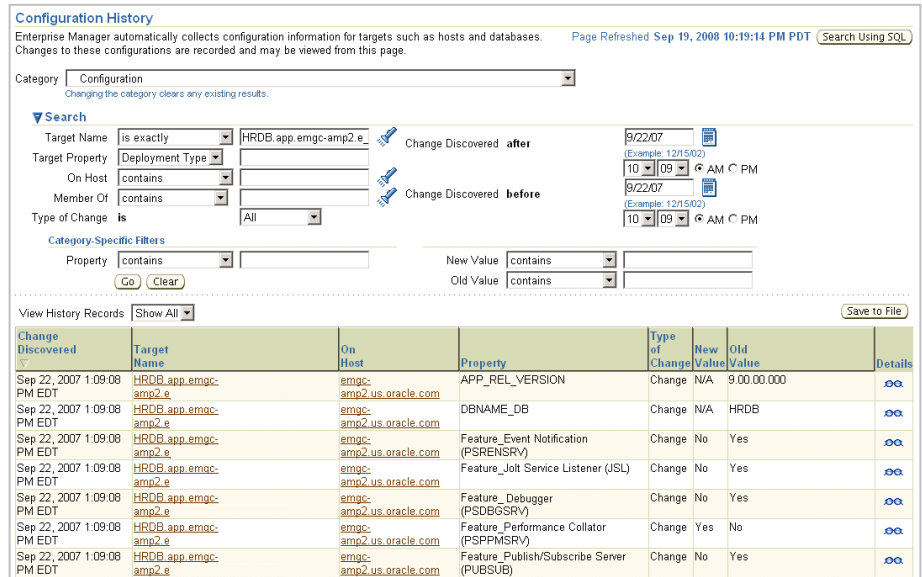 Configuration History
Enterprise Manager automatically collects configuration information for targets such as hosts and databases.
Changes to these configurations are recorded and may be viewed from this page.
Page Refreshed Sep 19, 2008 10:19:14 PM PDT Search Using SQL
Category Configuration
Changing the category clears any existing results.
Search
Target Name is exactly HRDB.app.emgc-amp2.e_ Change Discovered after 9/22/07
(Example: 12/15/02)
Target Property Deployment Type 10 09 AM PM
On Host contains
Member Of contains Change Discovered before 9/22/07
(Example: 12/15/02)
Type of Change is All 10 09 AM PM
Category-Specific Filters
Property contains New Value contains
Go Clear Old Value contains
View History Records Show All Save to File
Change Discovered Target Name On Host Property Type of Change New Value Old Value Details
Sep 22, 2007 1:09:08 HRDB.app.emgc- emgc- APP_REL_VERSION Change N/A 9.00.00.000
PM EDT amp2.e amp2.us.oracle.com
Sep 22, 2007 1:09:08 HRDB.app.emgc- emgc- DBNAME_DB Change N/A HRDB
PM EDT amp2.e amp2.us.oracle.com
Sep 22, 2007 1:09:08 HRDB.app.emgc- emgc- Feature_Event Notification Change No Yes
PM EDT amp2.e amp2.us.oracle.com (PSRENSRV)
Sep 22, 2007 1:09:08 HRDB.app.emgc- emgc- Feature_Jolt Service Listener (JSL) Change No Yes
PM EDT amp2.e amp2.us.oracle.com
Sep 22, 2007 1:09:08 HRDB.app.emgc- emgc- Feature_ Debugger Change No Yes
PM EDT amp2.e amp2.us.oracle.com (PSDBGSRV)
Sep 22, 2007 1:09:08 HRDB.app.emgc- emgc- Feature_Performance Collator Change Yes No
PM EDT amp2.e amp2.us.oracle.com (PSPPMSRV)
Sep 22, 2007 1:09:08 HRDB.app.emgc- emgc- Feature_Publish/Subscribe Server Change No Yes
PM EDT amp2.e amp2.us.oracle.com (PUBSUB)